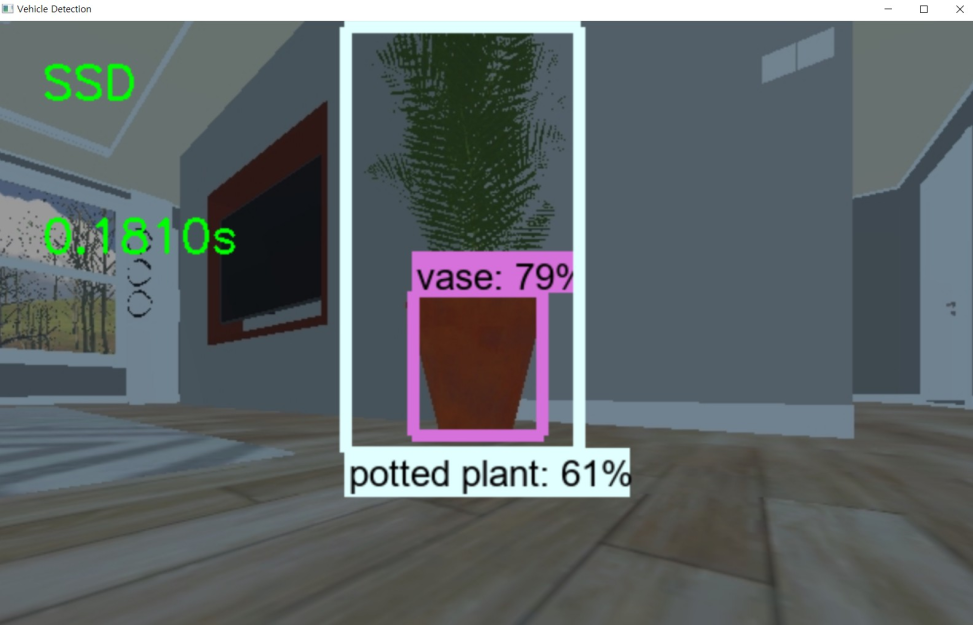 Vehicle Detection
SSD
0.1810s
vase: 79%
potted plant: 61%